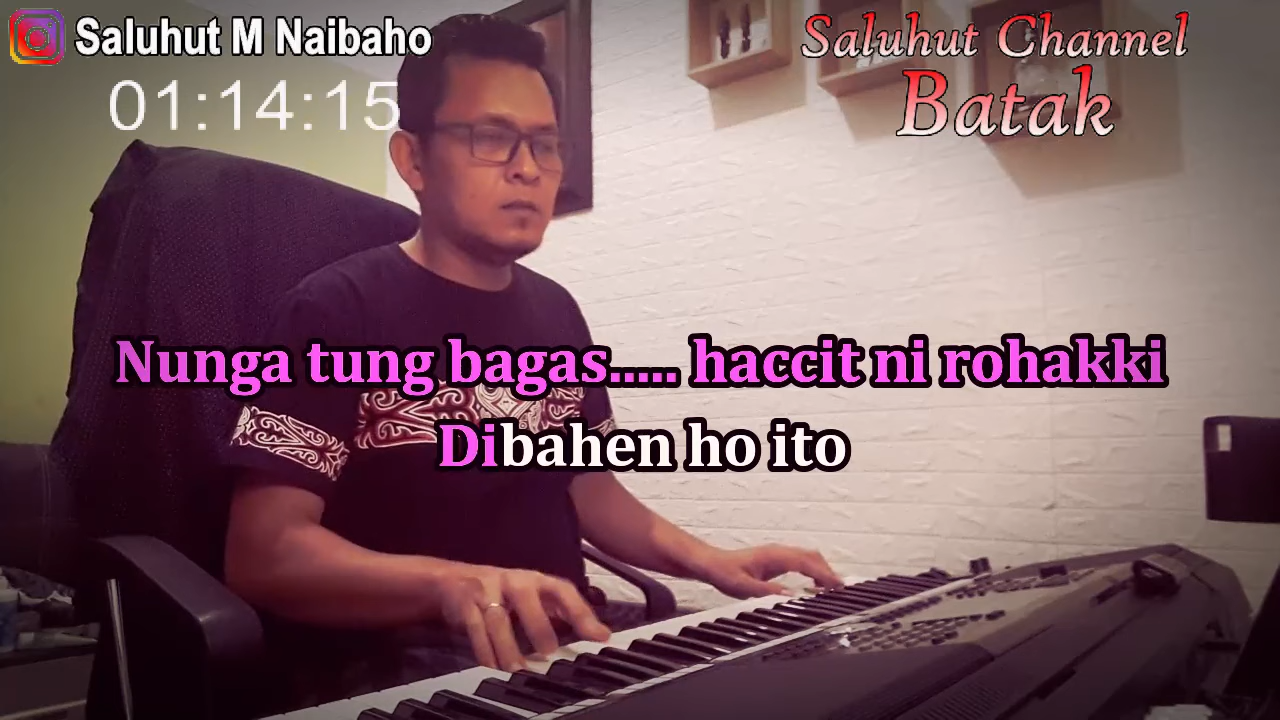 Saluhut M Naibaho
01:14:15
Saluhut Channel
Batak
Nunga tung bagas..... haccit ni rohakki
Dibahen ho ito